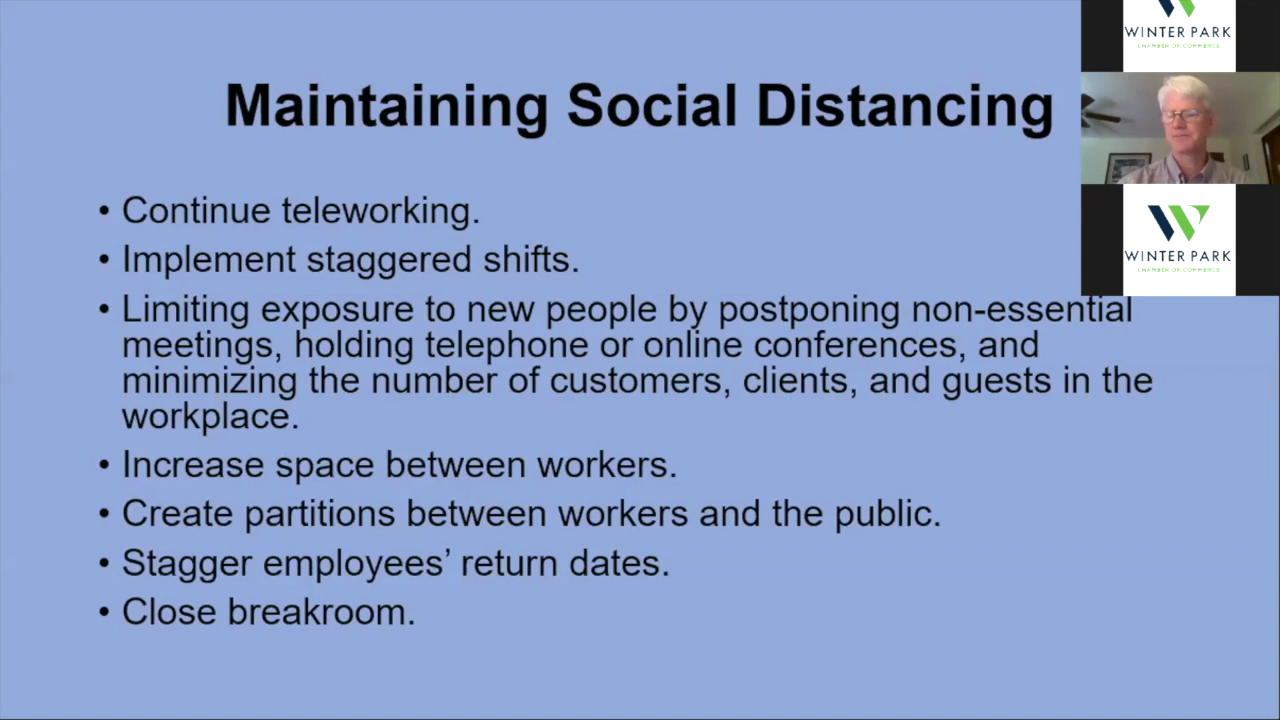 WINTER PARK
CHAMBER OF COMMERCE
Maintaining Social Distancing
WINTER PARK
CHAMBER OF COMMERCE
• Continue teleworking.
• Implement staggered shifts.
• Limiting exposure to new people by postponing non-essential
meetings, holding telephone or online conferences, and
minimizing the number of customers, clients, and guests in the
workplace.
• Increase space between workers.
• Create partitions between workers and the public.
• Stagger employees’ return dates.
• Close breakroom.